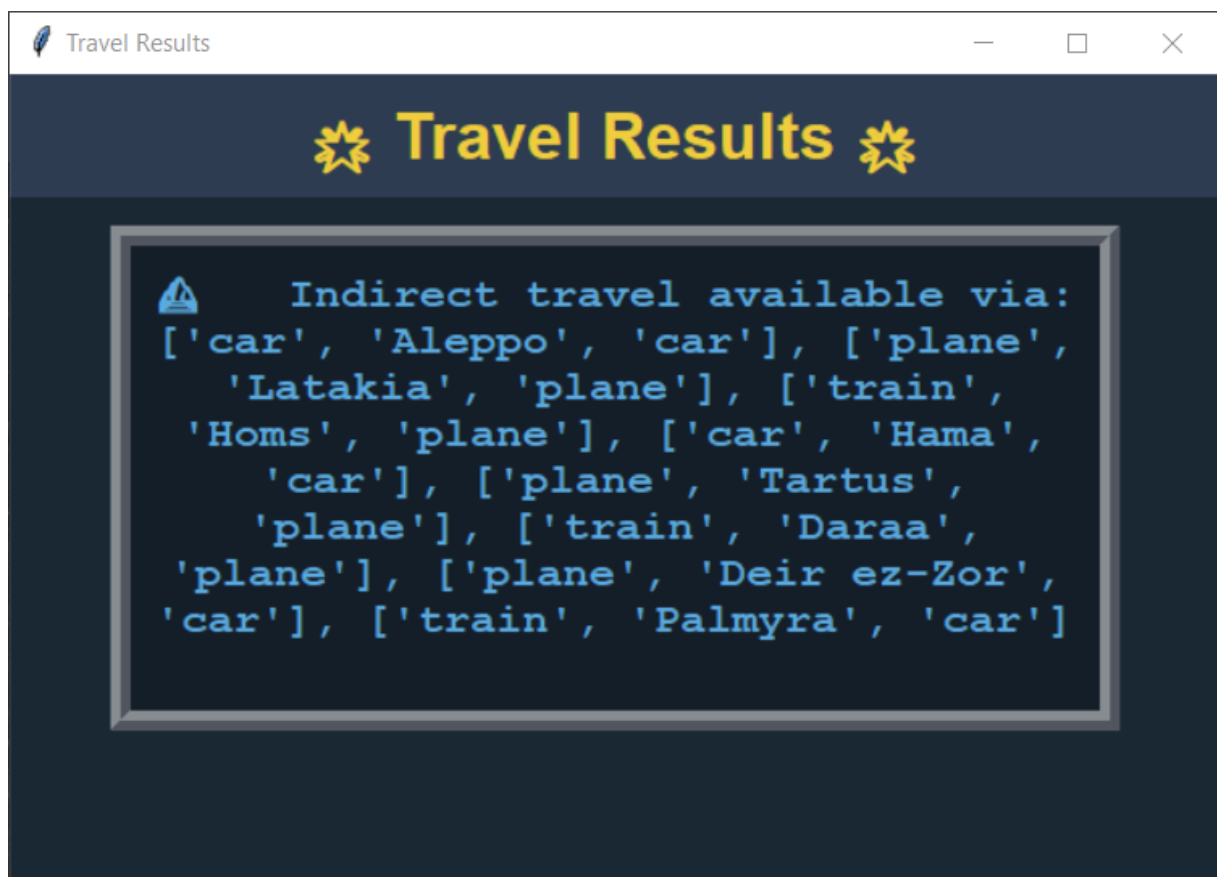 Travel Results
Travel Results
Indirect travel available via:
['car', 'Aleppo', 'car'], ['plane',
'Latakia', 'plane'], ['train',
'Homs', 'plane'], ['car', 'Hama',
'car'], ['plane', 'Tartus',
'plane'], ['train', 'Daraa',
'plane'], ['plane', 'Deir ez-Zor',
'car'], ['train', 'Palmyra', 'car']